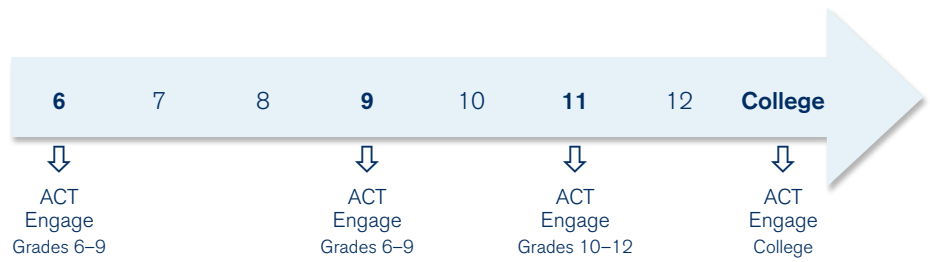 6 7 8 9 10 11 12 College
ACT ACT ACT ACT
Engage Engage Engage Engage
Grades 6–9 Grades 6–9 Grades 10–12 College